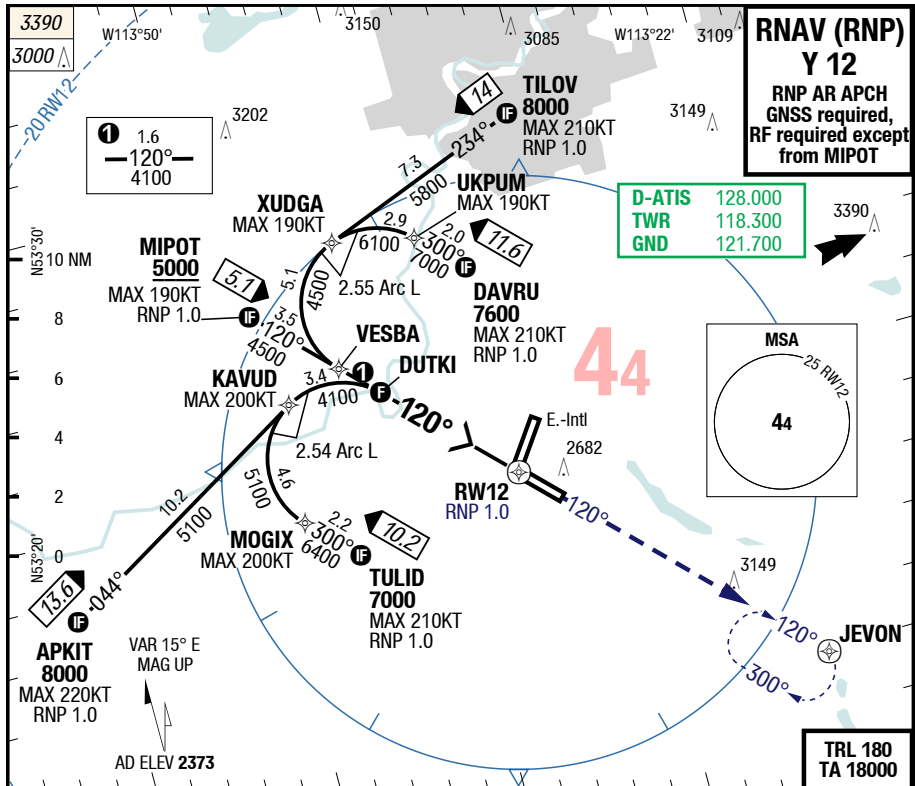 3390
3000
W113°50'
3150
3085
W113°22'
3109
RNAV (RNP)
Y 12
RNP AR APCH
GNSS required,
RF required except
from MIPOT
20 RW12
3202
1 1.6
120°
4100
14
IF
TILOV
8000
MAX 210KT
RNP 1.0
234°
7.3
5800
3149
D-ATIS 128.000
TWR 118.300
GND 121.700
3390
XUDGA
MAX 190KT
UKPUM
MAX 190KT
2.9
6100
2.0
300°
7000
11.6
IF
DAVRU
7600
MAX 210KT
RNP 1.0
N53°30'
10 NM
8
6
4
2
0
N53°20'
MIPOT
5000
MAX 190KT
RNP 1.0
5.1
IF
5.1
4500
2.55 Arc L
3.5
120°
4500
VESBA
1
DUTKI
F
44
MSA
25 RW12
44
KAVUD
MAX 200KT
3.4
4100
120°
E.-Intl
2682
RW12
RNP 1.0
2.54 Arc L
4.6
5100
10.2
5100
MOGIX
MAX 200KT
2.2
300°
6400
10.2
IF
TULID
7000
MAX 210KT
RNP 1.0
120°
3149
120°
JEVON
300°
13.6
IF
044°
APKIT
8000
MAX 220KT
RNP 1.0
VAR 15° E
MAG UP
AD ELEV 2373
TRL 180
TA 18000